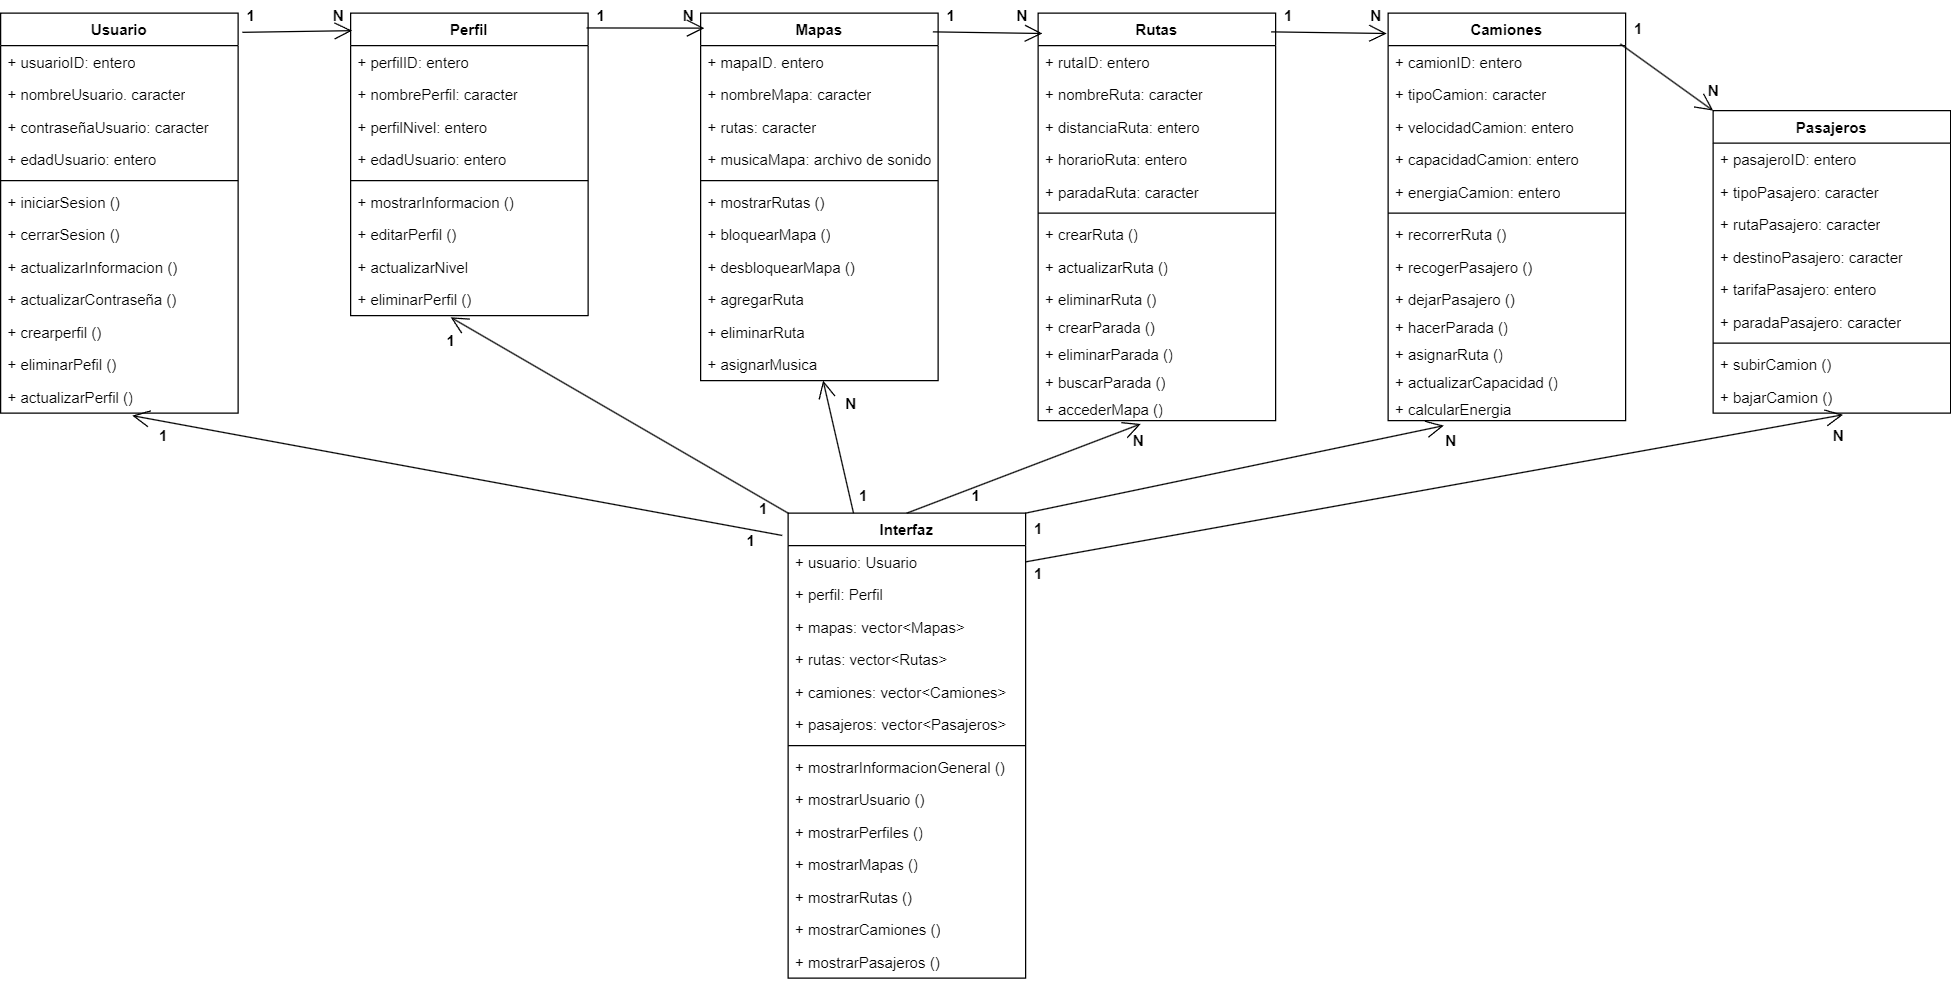 1
N
1
N
1
N
1
N
1
N
Usuario
+ usuarioID: entero
+ nombreUsuario. caracter
+ contraseñaUsuario: caracter
+ edadUsuario: entero
+ iniciarSesion ()
+ cerrarSesion ()
+ actualizarInformacion ()
+ actualizarContraseña ()
+ crearperfil ()
+ eliminarPefil ()
+ actualizarPerfil ()
Perfil
+ perfilID: entero
+ nombrePerfil: caracter
+ perfilNivel: entero
+ edadUsuario: entero
+ mostrarInformacion ()
+ editarPerfil ()
+ actualizarNivel
+ eliminarPerfil ()
Mapas
+ mapaID. entero
+ nombreMapa: caracter
+ rutas: caracter
+ musicaMapa: archivo de sonido
+ mostrarRutas ()
+ bloquearMapa ()
+ desbloquearMapa ()
+ agregarRuta
+ eliminarRuta
+ asignarMusica
Rutas
+ rutaID: entero
+ nombreRuta: caracter
+ distanciaRuta: entero
+ horarioRuta: entero
+ paradaRuta: caracter
+ crearRuta ()
+ actualizarRuta ()
+ eliminarRuta ()
+ crearParada ()
+ eliminarParada ()
+ buscarParada ()
+ accederMapa ()
Camiones
+ camionID: entero
+ tipoCamion: caracter
+ velocidadCamion: entero
+ capacidadCamion: entero
+ energiaCamion: entero
+ recorrerRuta ()
+ recogerPasajero ()
+ dejarPasajero ()
+ hacerParada ()
+ asignarRuta ()
+ actualizarCapacidad ()
+ calcularEnergia
Pasajeros
+ pasajeroID: entero
+ tipoPasajero: caracter
+ rutaPasajero: caracter
+ destinoPasajero: caracter
+ tarifaPasajero: entero
+ paradaPasajero: caracter
+ subirCamion ()
+ bajarCamion ()
1
1
N
N
N
N
1
1
1
1
1
1
Interfaz
+ usuario: Usuario
+ perfil: Perfil
+ mapas: vector<Mapas>
+ rutas: vector<Rutas>
+ camiones: vector<Camiones>
+ pasajeros: vector<Pasajeros>
+ mostrarInformacionGeneral ()
+ mostrarUsuario ()
+ mostrarPerfiles ()
+ mostrarMapas ()
+ mostrarRutas ()
+ mostrarCamiones ()
+ mostrarPasajeros ()